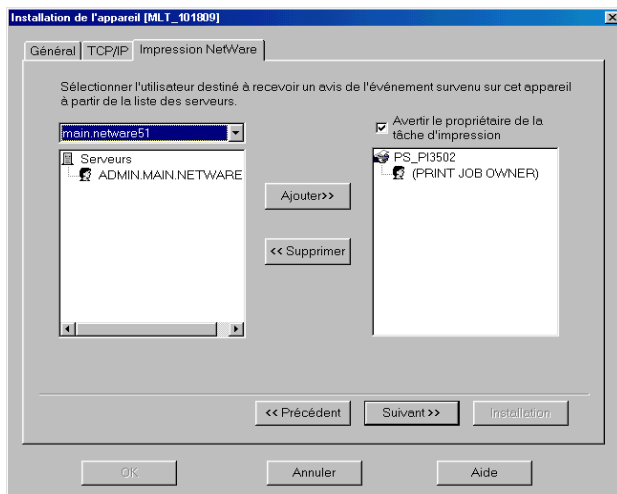 Installation de l'appareil [MLT_101809]
Général
TCP/IP
Impression NetWare
Sélectionner l'utilisateur destiné à recevoir un avis de l'événement survenu sur cet appareil
à partir de la liste des serveurs.
main.netware51
Serveurs
ADMIN.MAIN.NETWARE
Ajouter>>
<< Supprimer
Avertir le propriétaire de la
tâche d'impression
PS_PI3502
(PRINT JOB OWNER)
<< Précédent
Suivant >>
Installation
OK
Annuler
Aide